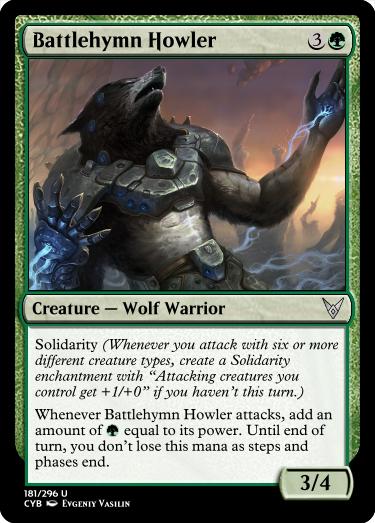 Battlehymn Howler 3
Creature — Wolf Warrior
Solidarity (Whenever you attack with six or more
different creature types, create a Solidarity
enchantment with “Attacking creatures you
control get +1/+0” if you haven’t this turn.)
Whenever Battlehymn Howler attacks, add an
amount of equal to its power. Until end of
turn, you don’t lose this mana as steps and
phases end.
3/4
181/296 U
CYB Evgeniy Vasilin